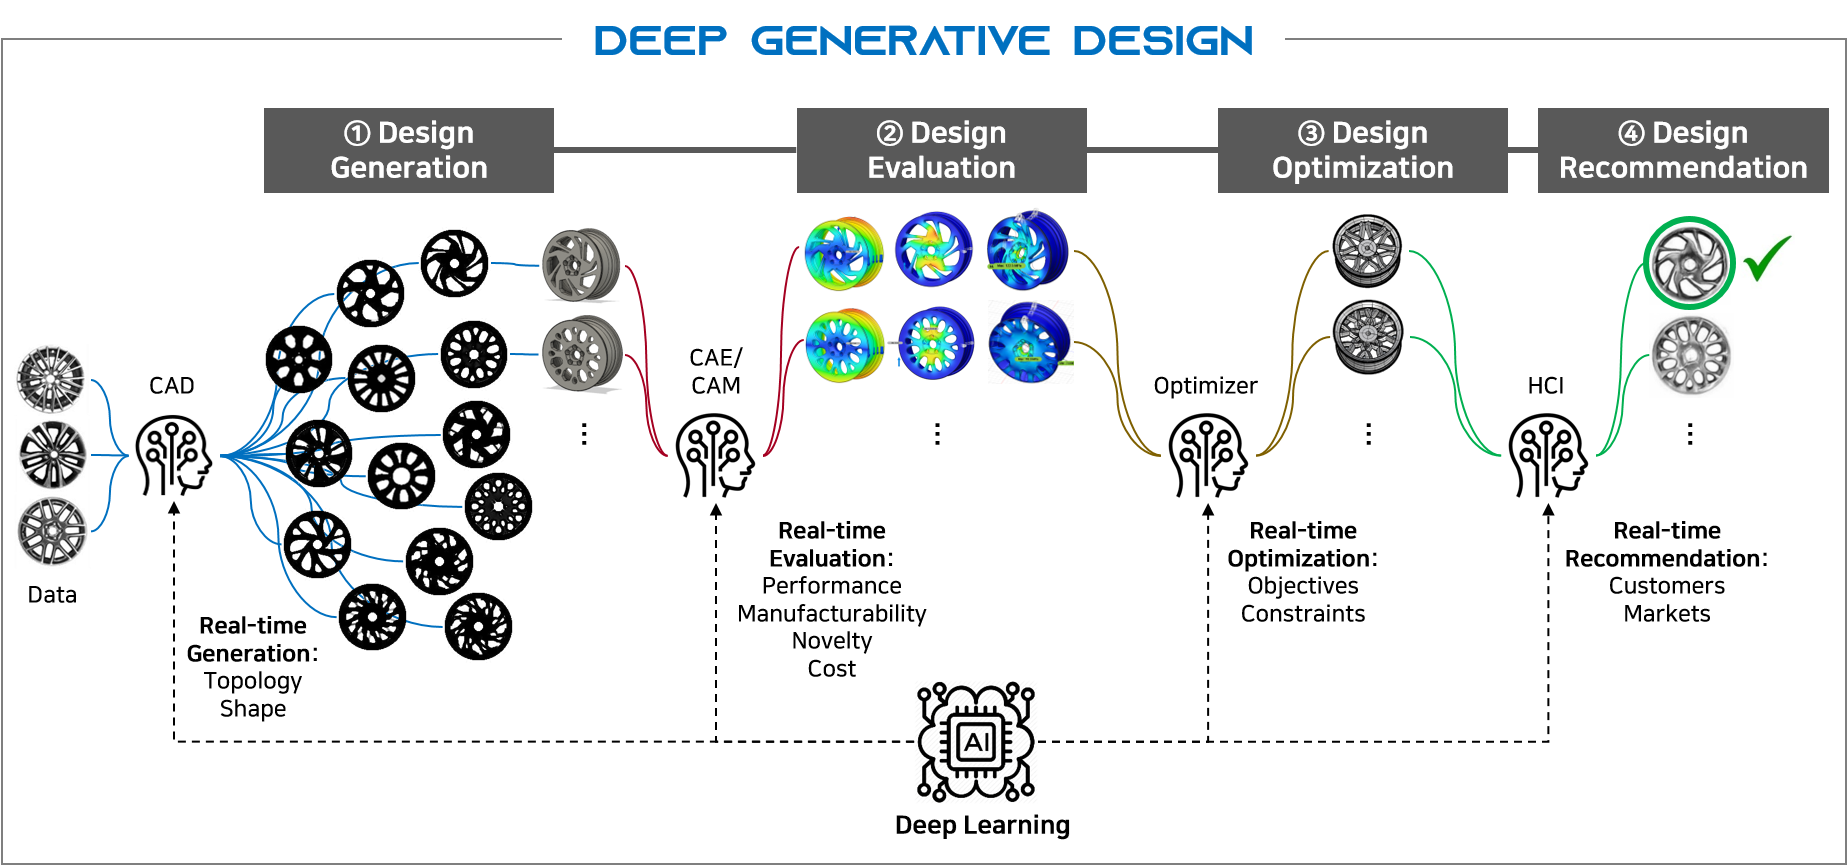 DEEP GENERATIVE DESIGN
① Design
Generation
② Design
Evaluation
③ Design
Optimization
④ Design
Recommendation
CAD
CAE/
CAM
Optimizer
HCI
Data
⋮
⋮
⋮
⋮
Real-time
Generation:
Topology
Shape
Real-time
Evaluation:
Performance
Manufacturability
Novelty
Cost
Real-time
Optimization:
Objectives
Constraints
Real-time
Recommendation:
Customers
Markets
AI
Deep Learning